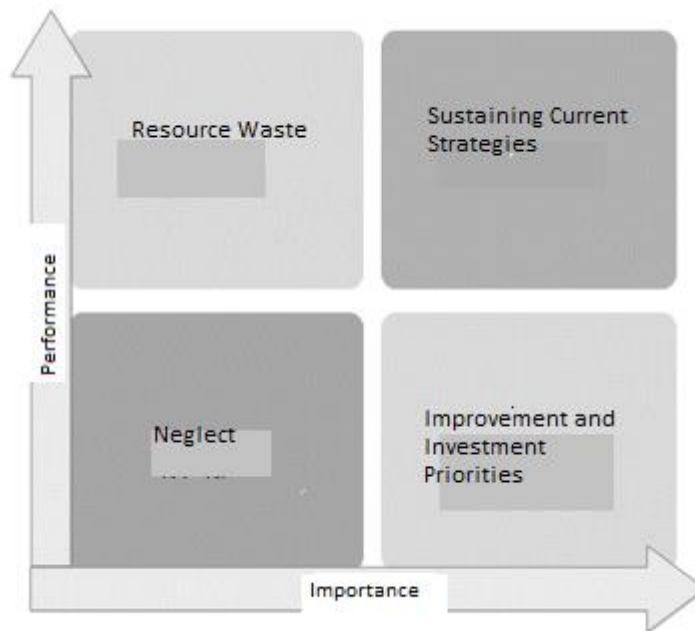 Resource Waste
Sustaining Current
Strategies
Performance
Neglect
Improvement and
Investment
Priorities
Importance